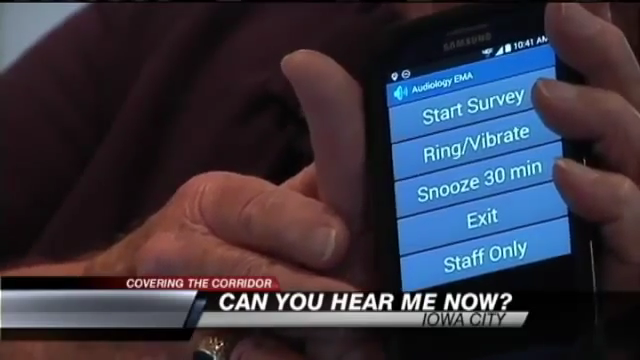 SAMSUNG
10:41 AM
Audiology EMA
Start Survey
Ring/Vibrate
Snooze 30 min
Exit
Staff Only
COVERING THE CORRIDOR
CAN YOU HEAR ME NOW?
IOWA CITY